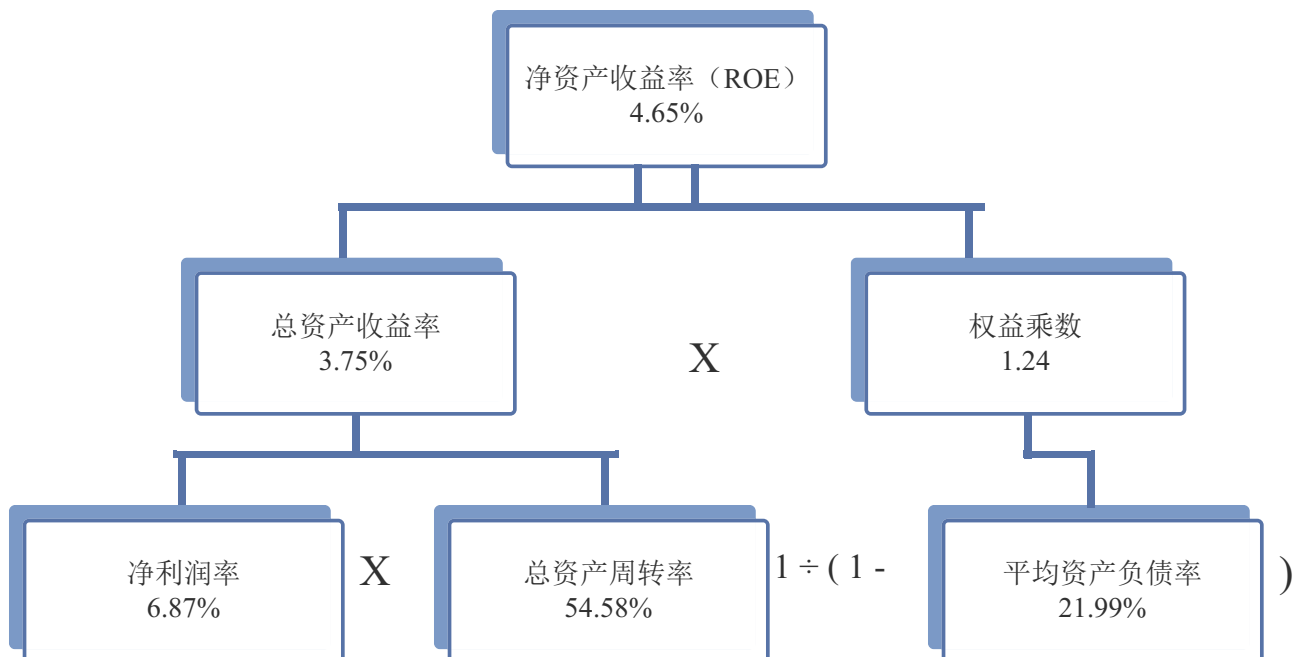 净资产收益率（ROE）
4.65%
总资产收益率
3.75%
X
权益乘数
1.24
净利润率
6.87%
X
总资产周转率
54.58%
1 ÷ ( 1 -
平均资产负债率
21.99%
)